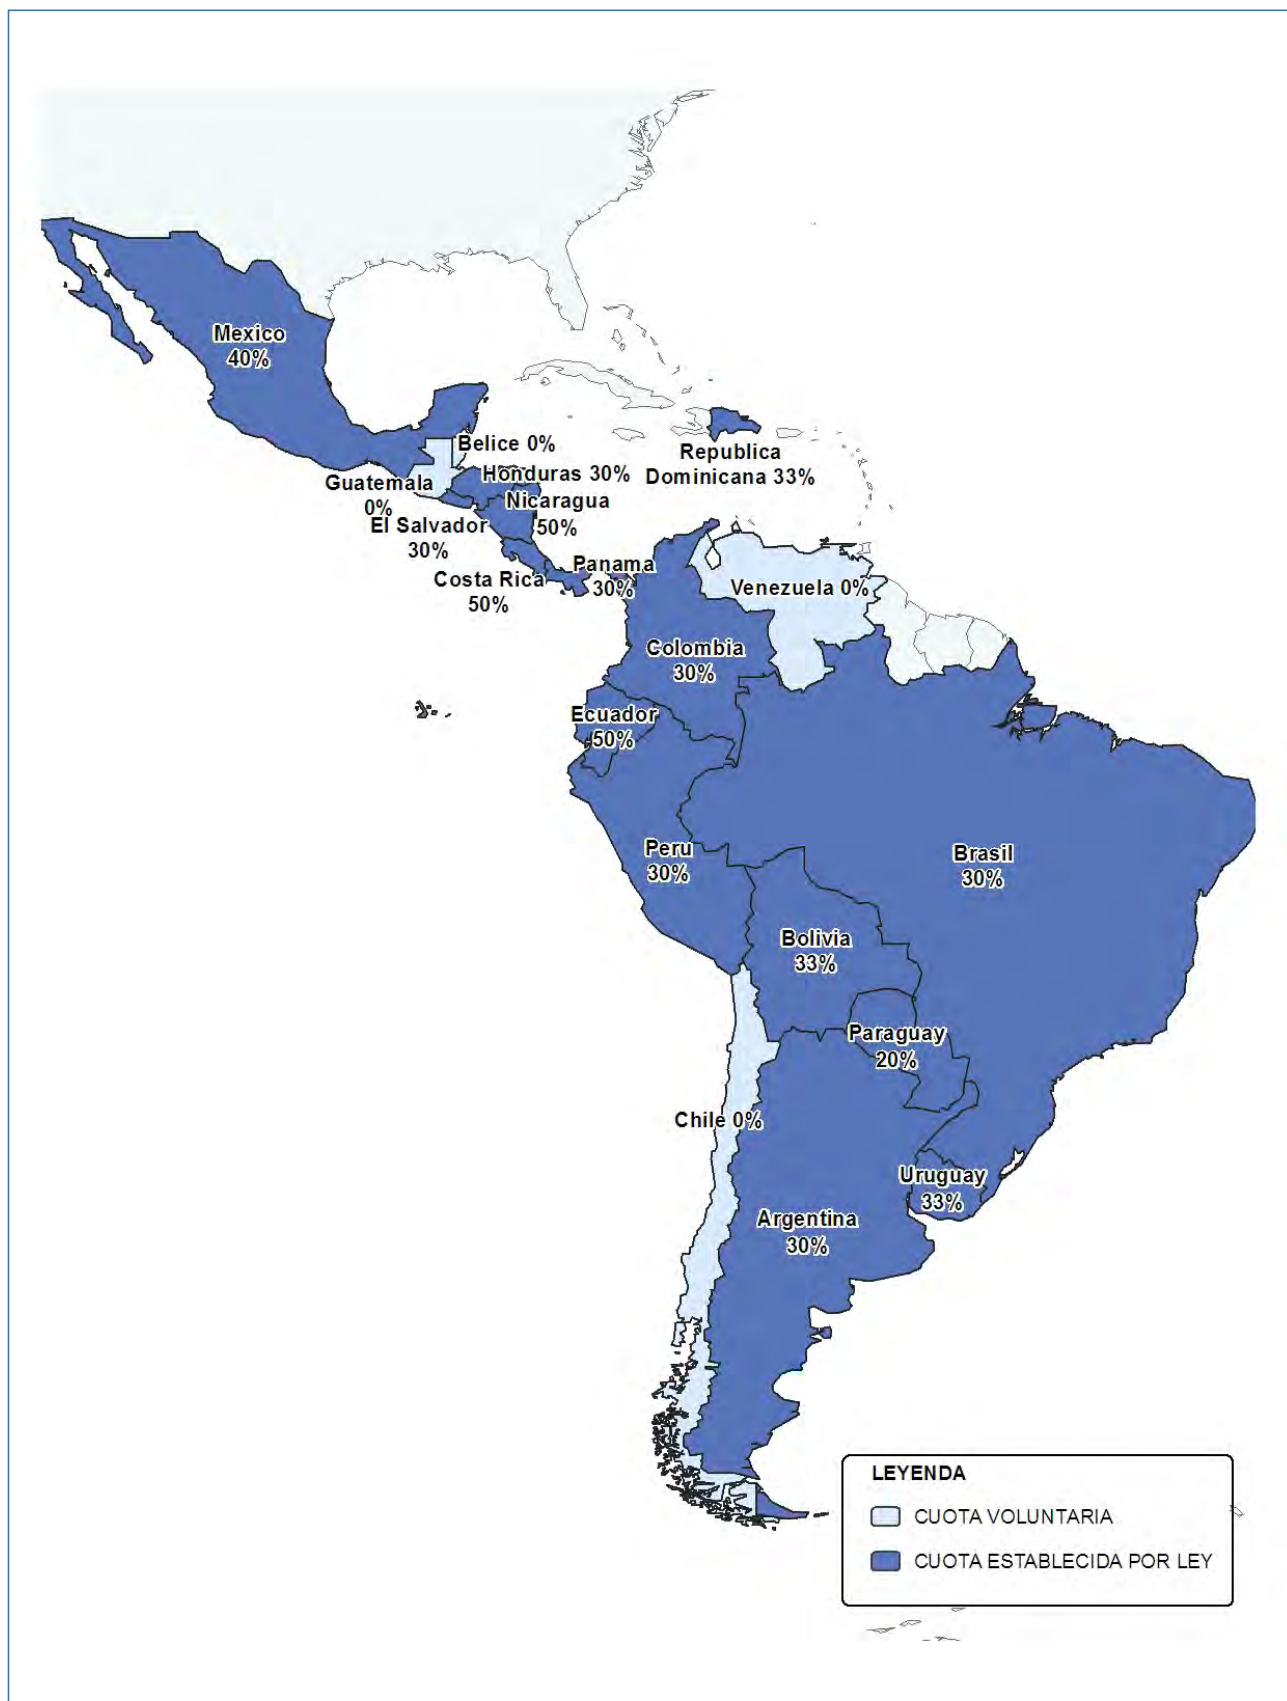 Mexico
40%
Belice 0%
Republica
Dominicana 33%
Honduras 30%
Guatemala
0%
Nicaragua
50%
El Salvador
30%
Panama
30%
Costa Rica
50%
Venezuela 0%
Colombia
30%
Ecuador
50%
Peru
30%
Brasil
30%
Bolivia
33%
Paraguay
20%
Chile 0%
Uruguay
33%
Argentina
30%
LEYENDA
CUOTA VOLUNTARIA
CUOTA ESTABLECIDA POR LEY